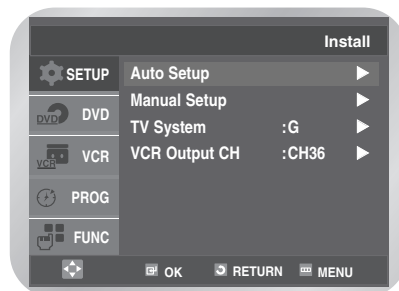 Install
SETUP
DVD
DVD
VCR
VCR
PROG
FUNC
Auto Setup
Manual Setup
TV System :G
VCR Output CH :CH36
OK RETURN MENU